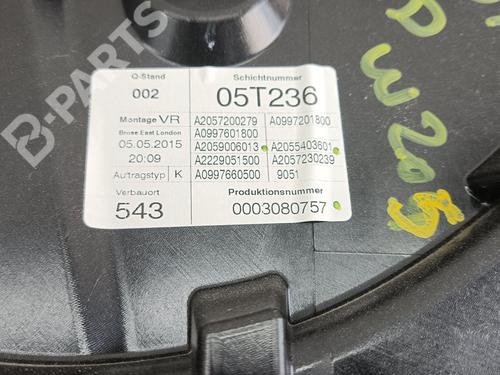 Q-Stand Schichtnummer
002 05T236
Montage VR A2057200279 A0997201800
Brose East London A0997601800
05.05.2015 A2059006013 A2055403601
20:09 A2229051500 A2057230239
Auftragstyp K A0997660500 9051
Verbauort Produktionsnummer
543 0003080757
W205